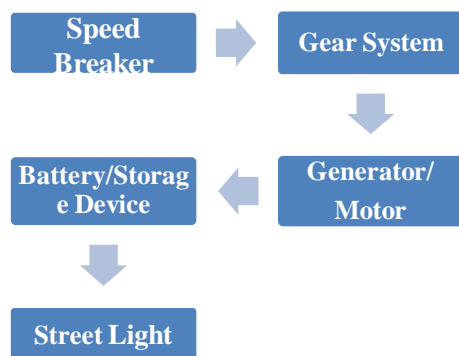 Speed
Breaker
Gear System
Generator/
Motor
Battery/Storag
e Device
Street Light